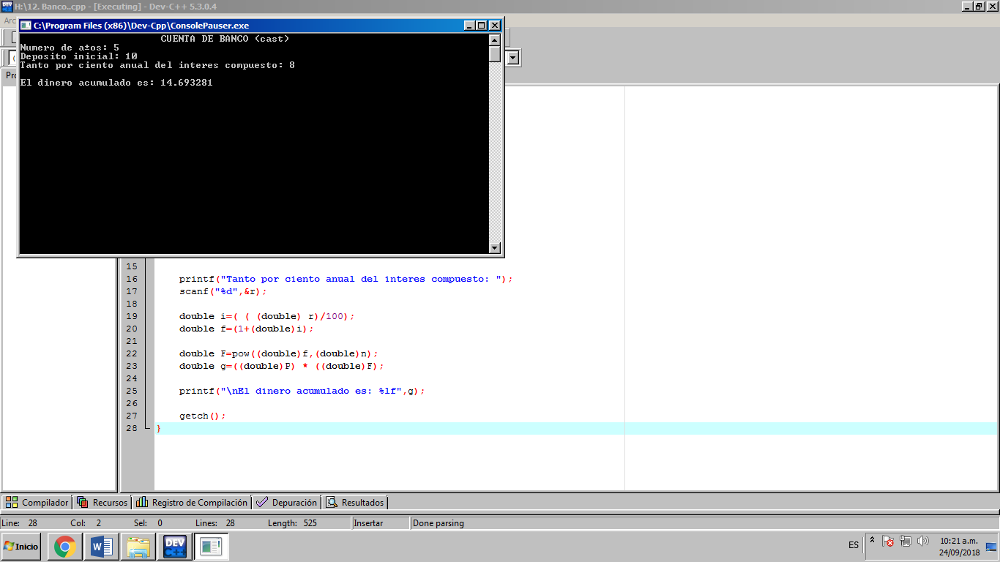 H:\12. Banco..cpp - [Executing] - Dev-C++ 5.3.0.4
C:\Program Files (x86)\Dev-Cpp\ConsolePauser.exe
CUENTA DE BANCO (cast)
Numero de a±os: 5
Deposito inicial: 10
Tanto por ciento anual del interes compuesto: 8
El dinero acumulado es: 14.693281
15
16 printf("Tanto por ciento anual del interes compuesto: ");
17 scanf("%d",&r);
18
19 double i=( ( (double) r)/100);
20 double f=(1+(double)i);
21
22 double F=pow((double)f,(double)n);
23 double g=((double)P) * ((double)F);
24
25 printf("\nEl dinero acumulado es: %lf",g);
26
27 getch();
28 }
Compilador Recursos Registro de Compilación Depuración Resultados
Line: 28 Col: 2 Sel: 0 Lines: 28 Length: 525 Insertar Done parsing
Inicio DEV C++ ES 10:21 a.m.
24/09/2018